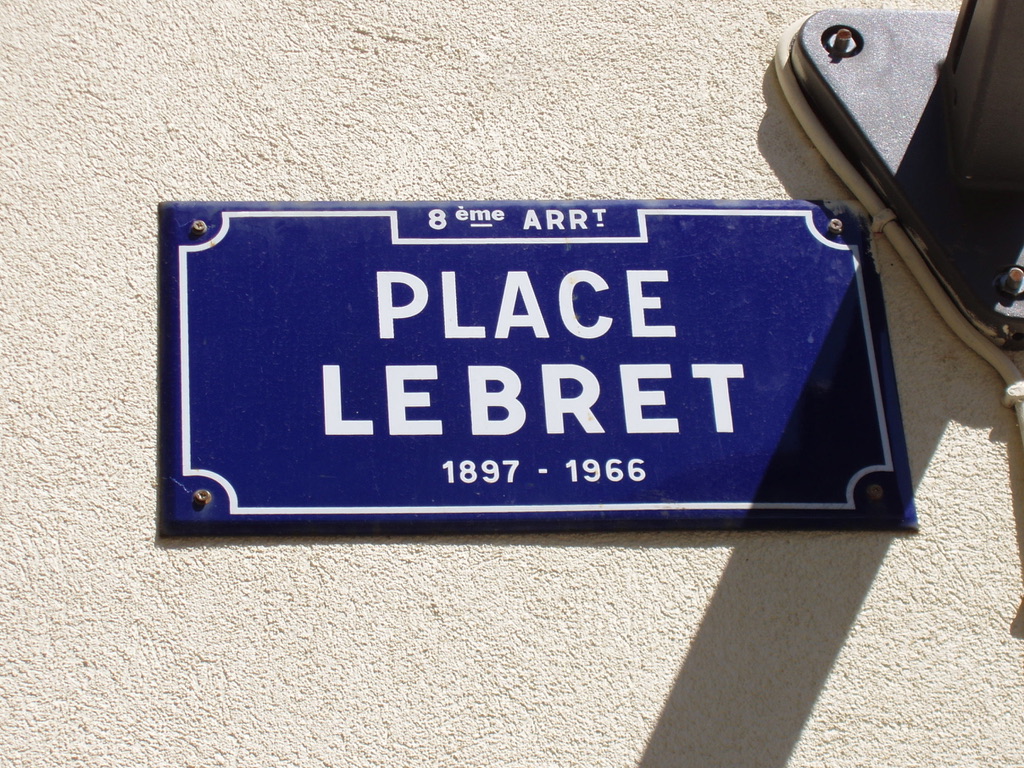 8ème ARRT
PLACE
LEBRET
1897 - 1966